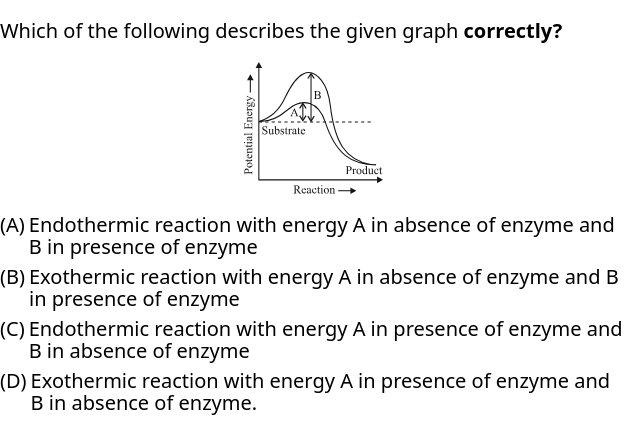 Which of the following describes the given graph correctly?
Potential Energy
B
A
Substrate
Product
Reaction
(A) Endothermic reaction with energy A in absence of enzyme and
B in presence of enzyme
(B) Exothermic reaction with energy A in absence of enzyme and B
in presence of enzyme
(C) Endothermic reaction with energy A in presence of enzyme and
B in absence of enzyme
(D) Exothermic reaction with energy A in presence of enzyme and
B in absence of enzyme.